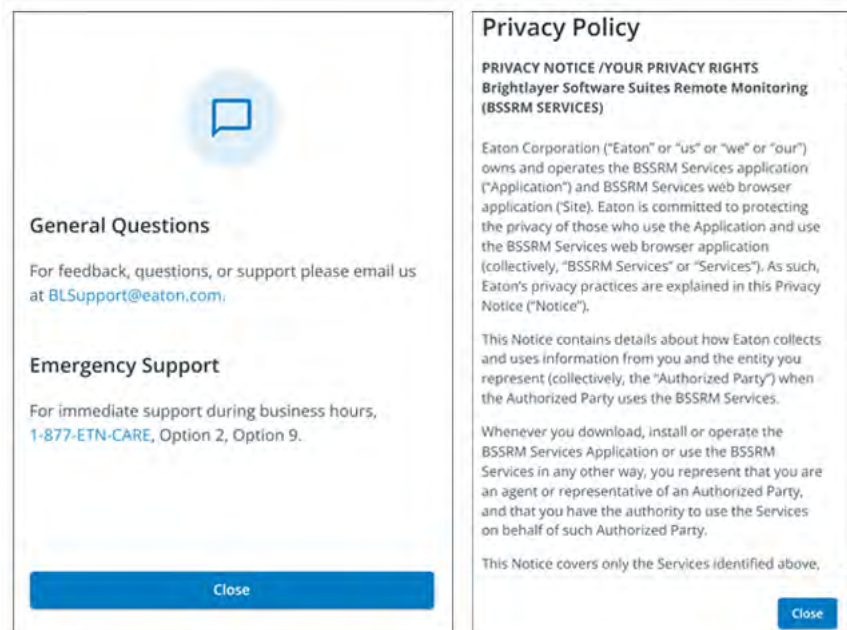 General Questions
For feedback, questions, or support please email us
at BLSupport@eaton.com.
Emergency Support
For immediate support during business hours,
1-877-ETN-CARE, Option 2, Option 9.
Close
Privacy Policy
PRIVACY NOTICE /YOUR PRIVACY RIGHTS
Brightlayer Software Suites Remote Monitoring
(BSSRM SERVICES)
Eaton Corporation ("Eaton" or "us" or "we" or "our")
owns and operates the BSSRM Services application
("Application") and BSSRM Services web browser
application ('Site). Eaton is committed to protecting
the privacy of those who use the Application and use
the BSSRM Services web browser application
(collectively, "BSSRM Services" or "Services"). As such,
Eaton's privacy practices are explained in this Privacy
Notice ("Notice").
This Notice contains details about how Eaton collects
and uses information from you and the entity you
represent (collectively, the "Authorized Party") when
the Authorized Party uses the BSSRM Services.
Whenever you download, install or operate the
BSSRM Services Application or use the BSSRM
Services in any other way, you represent that you are
an agent or representative of an Authorized Party,
and that you have the authority to use the Services
on behalf of such Authorized Party.
This Notice covers only the Services identified above,
Close